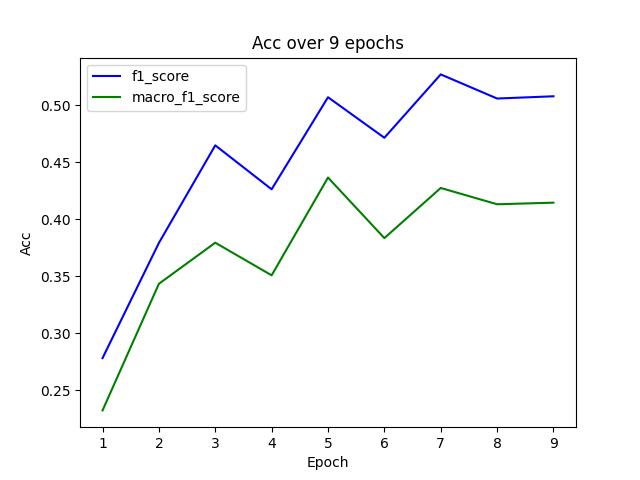 Acc over 9 epochs
f1_score
macro_f1_score
0.50
0.45
0.40
0.35
0.30
0.25
Acc
1 2 3 4 5 6 7 8 9
Epoch